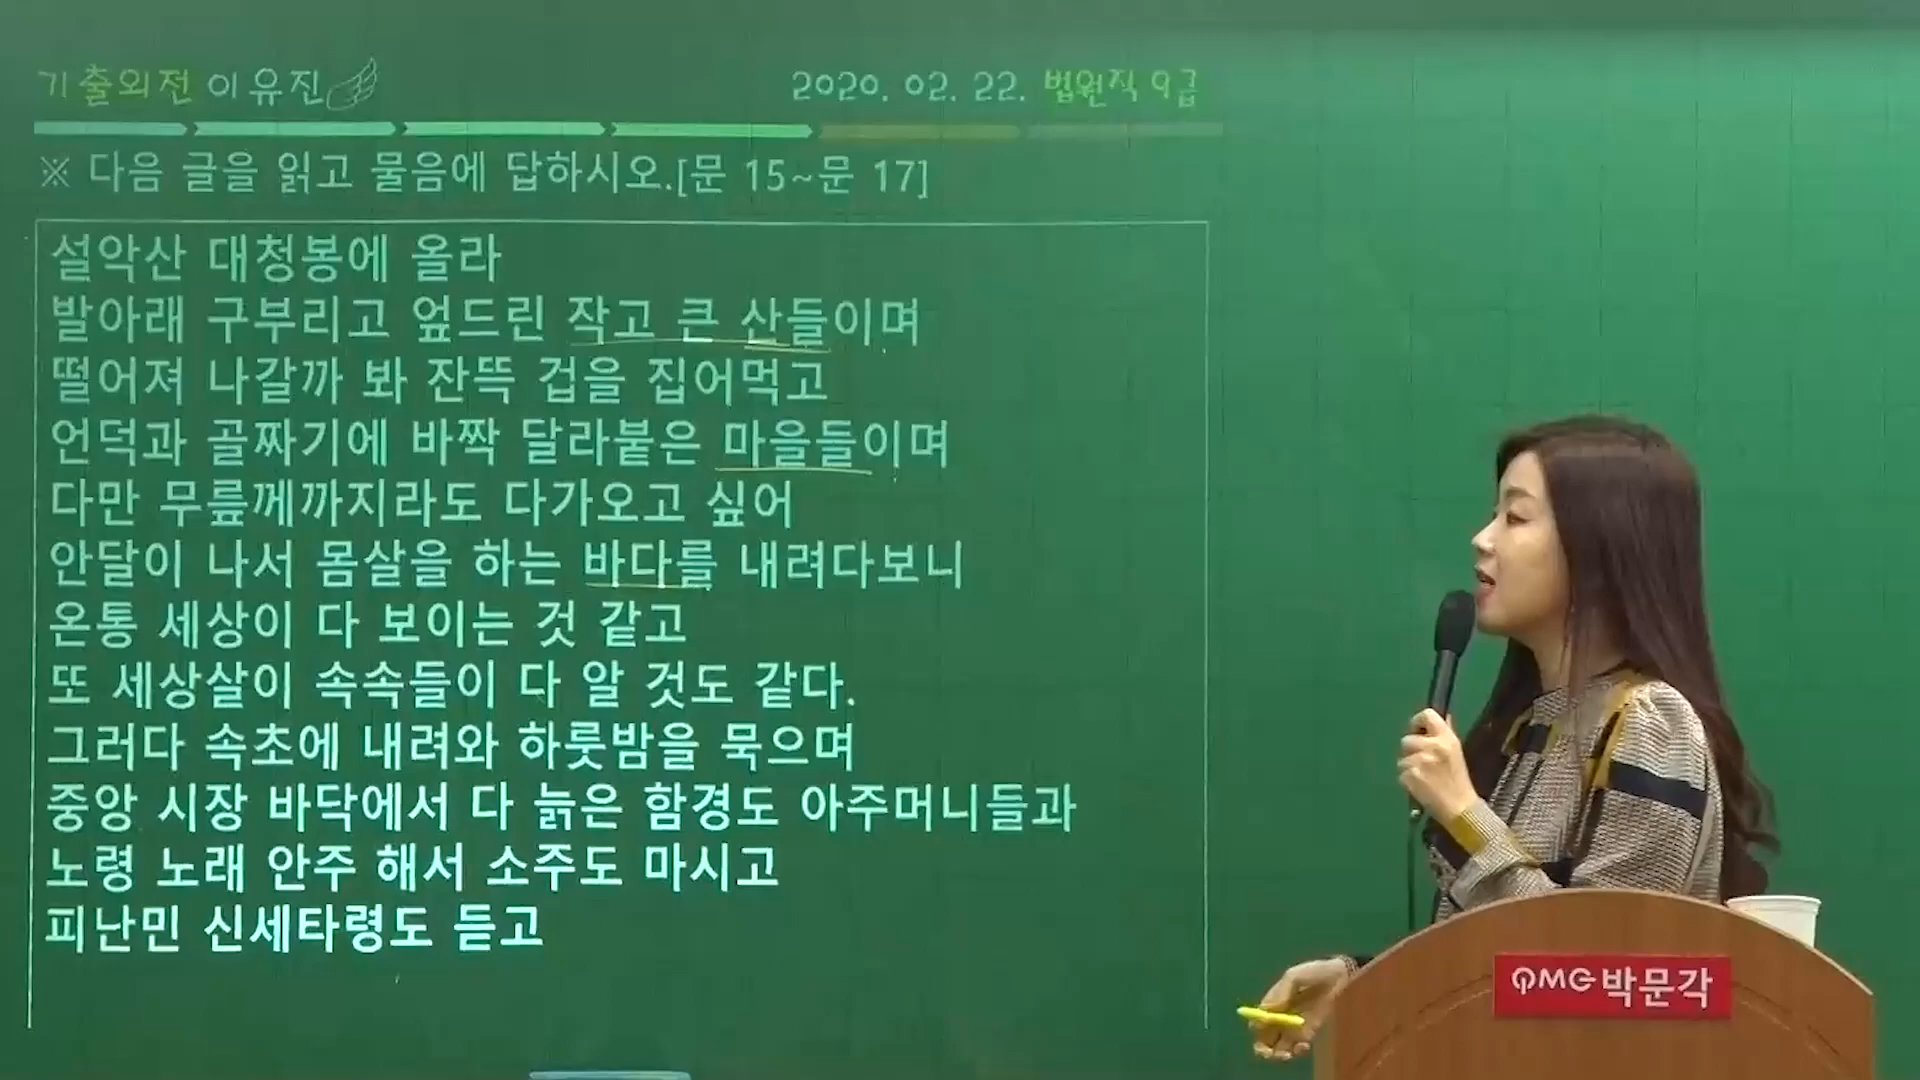 기출외전 이유진
2020. 02. 22. 법원직 9급
※ 다음 글을 읽고 물음에 답하시오.[문 15~문 17]
설악산 대청봉에 올라
발아래 구부리고 엎드린 작고 큰 산들이며
떨어져 나갈까 봐 잔뜩 겁을 집어먹고
언덕과 골짜기에 바짝 달라붙은 마을들이며
다만 무릎께까지라도 다가오고 싶어
안달이 나서 몸살을 하는 바다를 내려다보니
온통 세상이 다 보이는 것 같고
또 세상살이 속속들이 다 알 것도 같다.
그러다 속초에 내려와 하룻밤을 묵으며
중앙 시장 바닥에서 다 늙은 함경도 아주머니들과
노령 노래 안주 해서 소주도 마시고
피난민 신세타령도 듣고
PMG 박문각